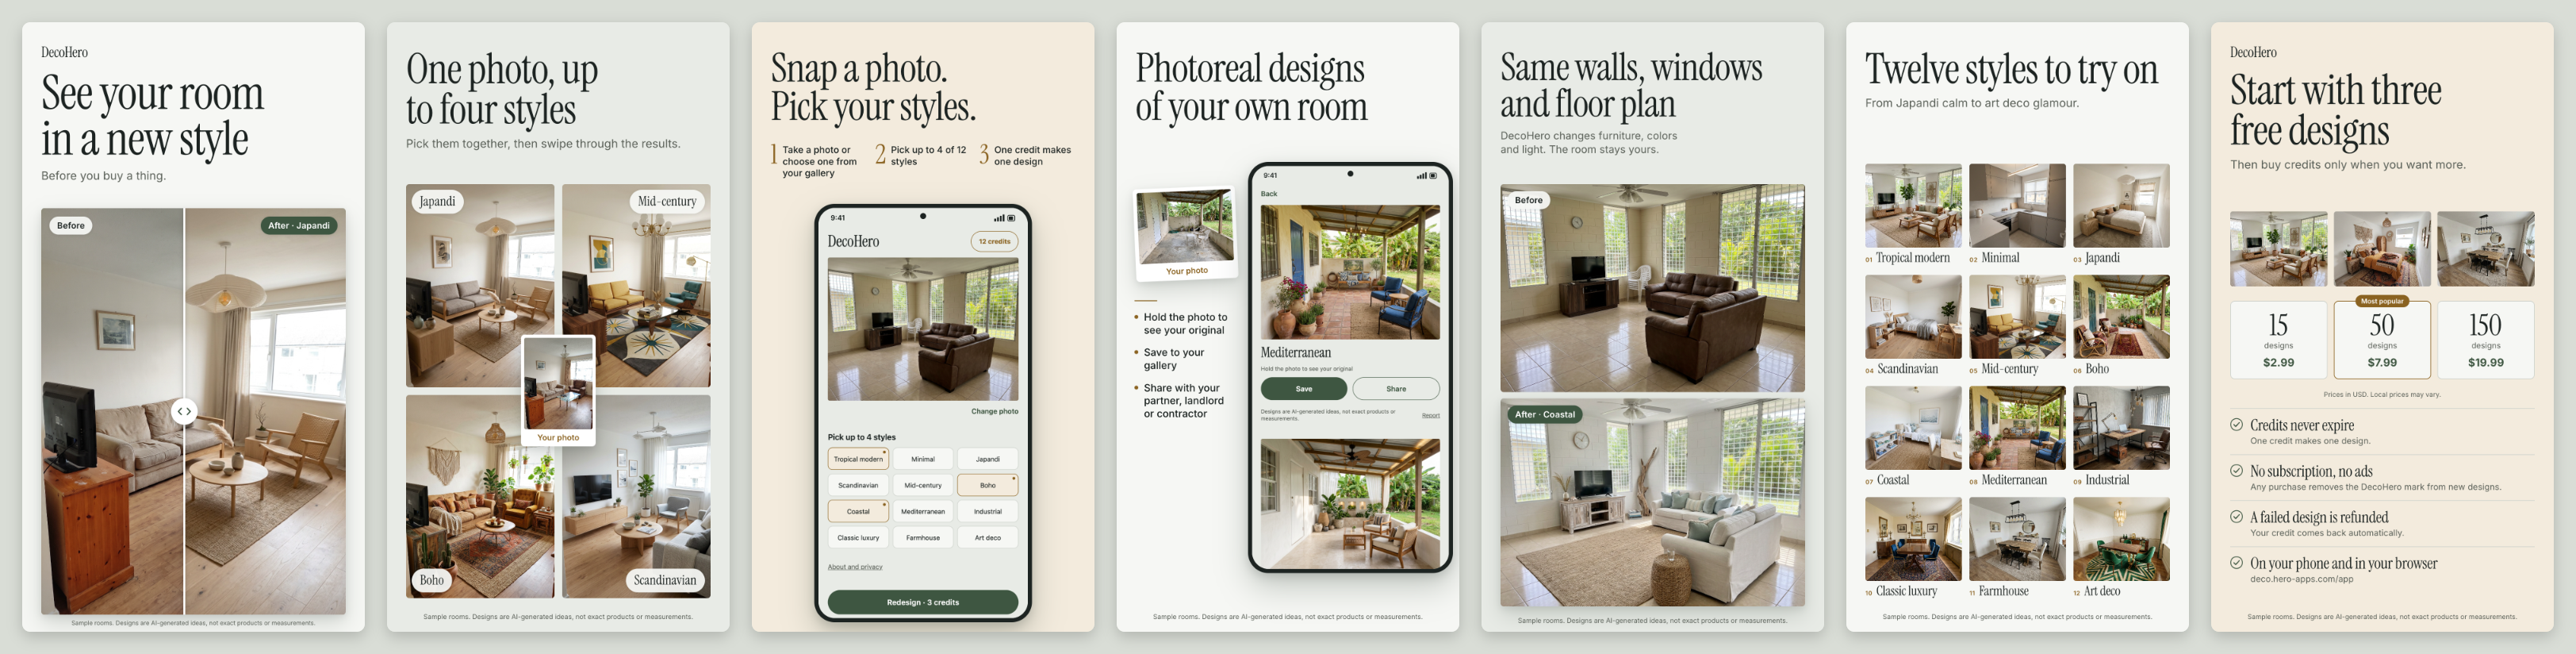 DecoHero
See your room
in a new style
Before you buy a thing.
Before
After · Japandi
Sample rooms. Designs are AI-generated ideas, not exact products or measurements.
One photo, up
to four styles
Pick them together, then swipe through the results.
Japandi
Mid-century
Your photo
Boho
Scandinavian
Sample rooms. Designs are AI-generated ideas, not exact products or measurements.
Snap a photo.
Pick your styles.
1 Take a photo or
choose one from
your gallery
2 Pick up to 4 of 12
styles
3 One credit makes
one design
9:41
DecoHero
12 credits
Change photo
Pick up to 4 styles
Tropical modern
Minimal
Japandi
Scandinavian
Mid-century
Boho
Coastal
Mediterranean
Industrial
Classic luxury
Farmhouse
Art deco
About and privacy
Redesign · 3 credits
Photoreal designs
of your own room
Your photo
Hold the photo to
see your original
Save to your
gallery
Share with your
partner, landlord
or contractor
9:41
Back
Mediterranean
Hold the photo to see your original
Save
Share
Designs are AI-generated ideas, not exact products or
measurements.
Report
Sample rooms. Designs are AI-generated ideas, not exact products or measurements.
Same walls, windows
and floor plan
DecoHero changes furniture, colors
and light. The room stays yours.
Before
After · Coastal
Sample rooms. Designs are AI-generated ideas, not exact products or measurements.
Twelve styles to try on
From Japandi calm to art deco glamour.
01 Tropical modern
02 Minimal
03 Japandi
04 Scandinavian
05 Mid-century
06 Boho
07 Coastal
08 Mediterranean
09 Industrial
10 Classic luxury
11 Farmhouse
12 Art deco
Sample rooms. Designs are AI-generated ideas, not exact products or measurements.
DecoHero
Start with three
free designs
Then buy credits only when you want more.
15
designs
$2.99
Most popular
50
designs
$7.99
150
designs
$19.99
Prices in USD. Local prices may vary.
Credits never expire
One credit makes one design.
No subscription, no ads
Any purchase removes the DecoHero mark from new designs.
A failed design is refunded
Your credit comes back automatically.
On your phone and in your browser
deco.hero-apps.com/app
Sample rooms. Designs are AI-generated ideas, not exact products or measurements.